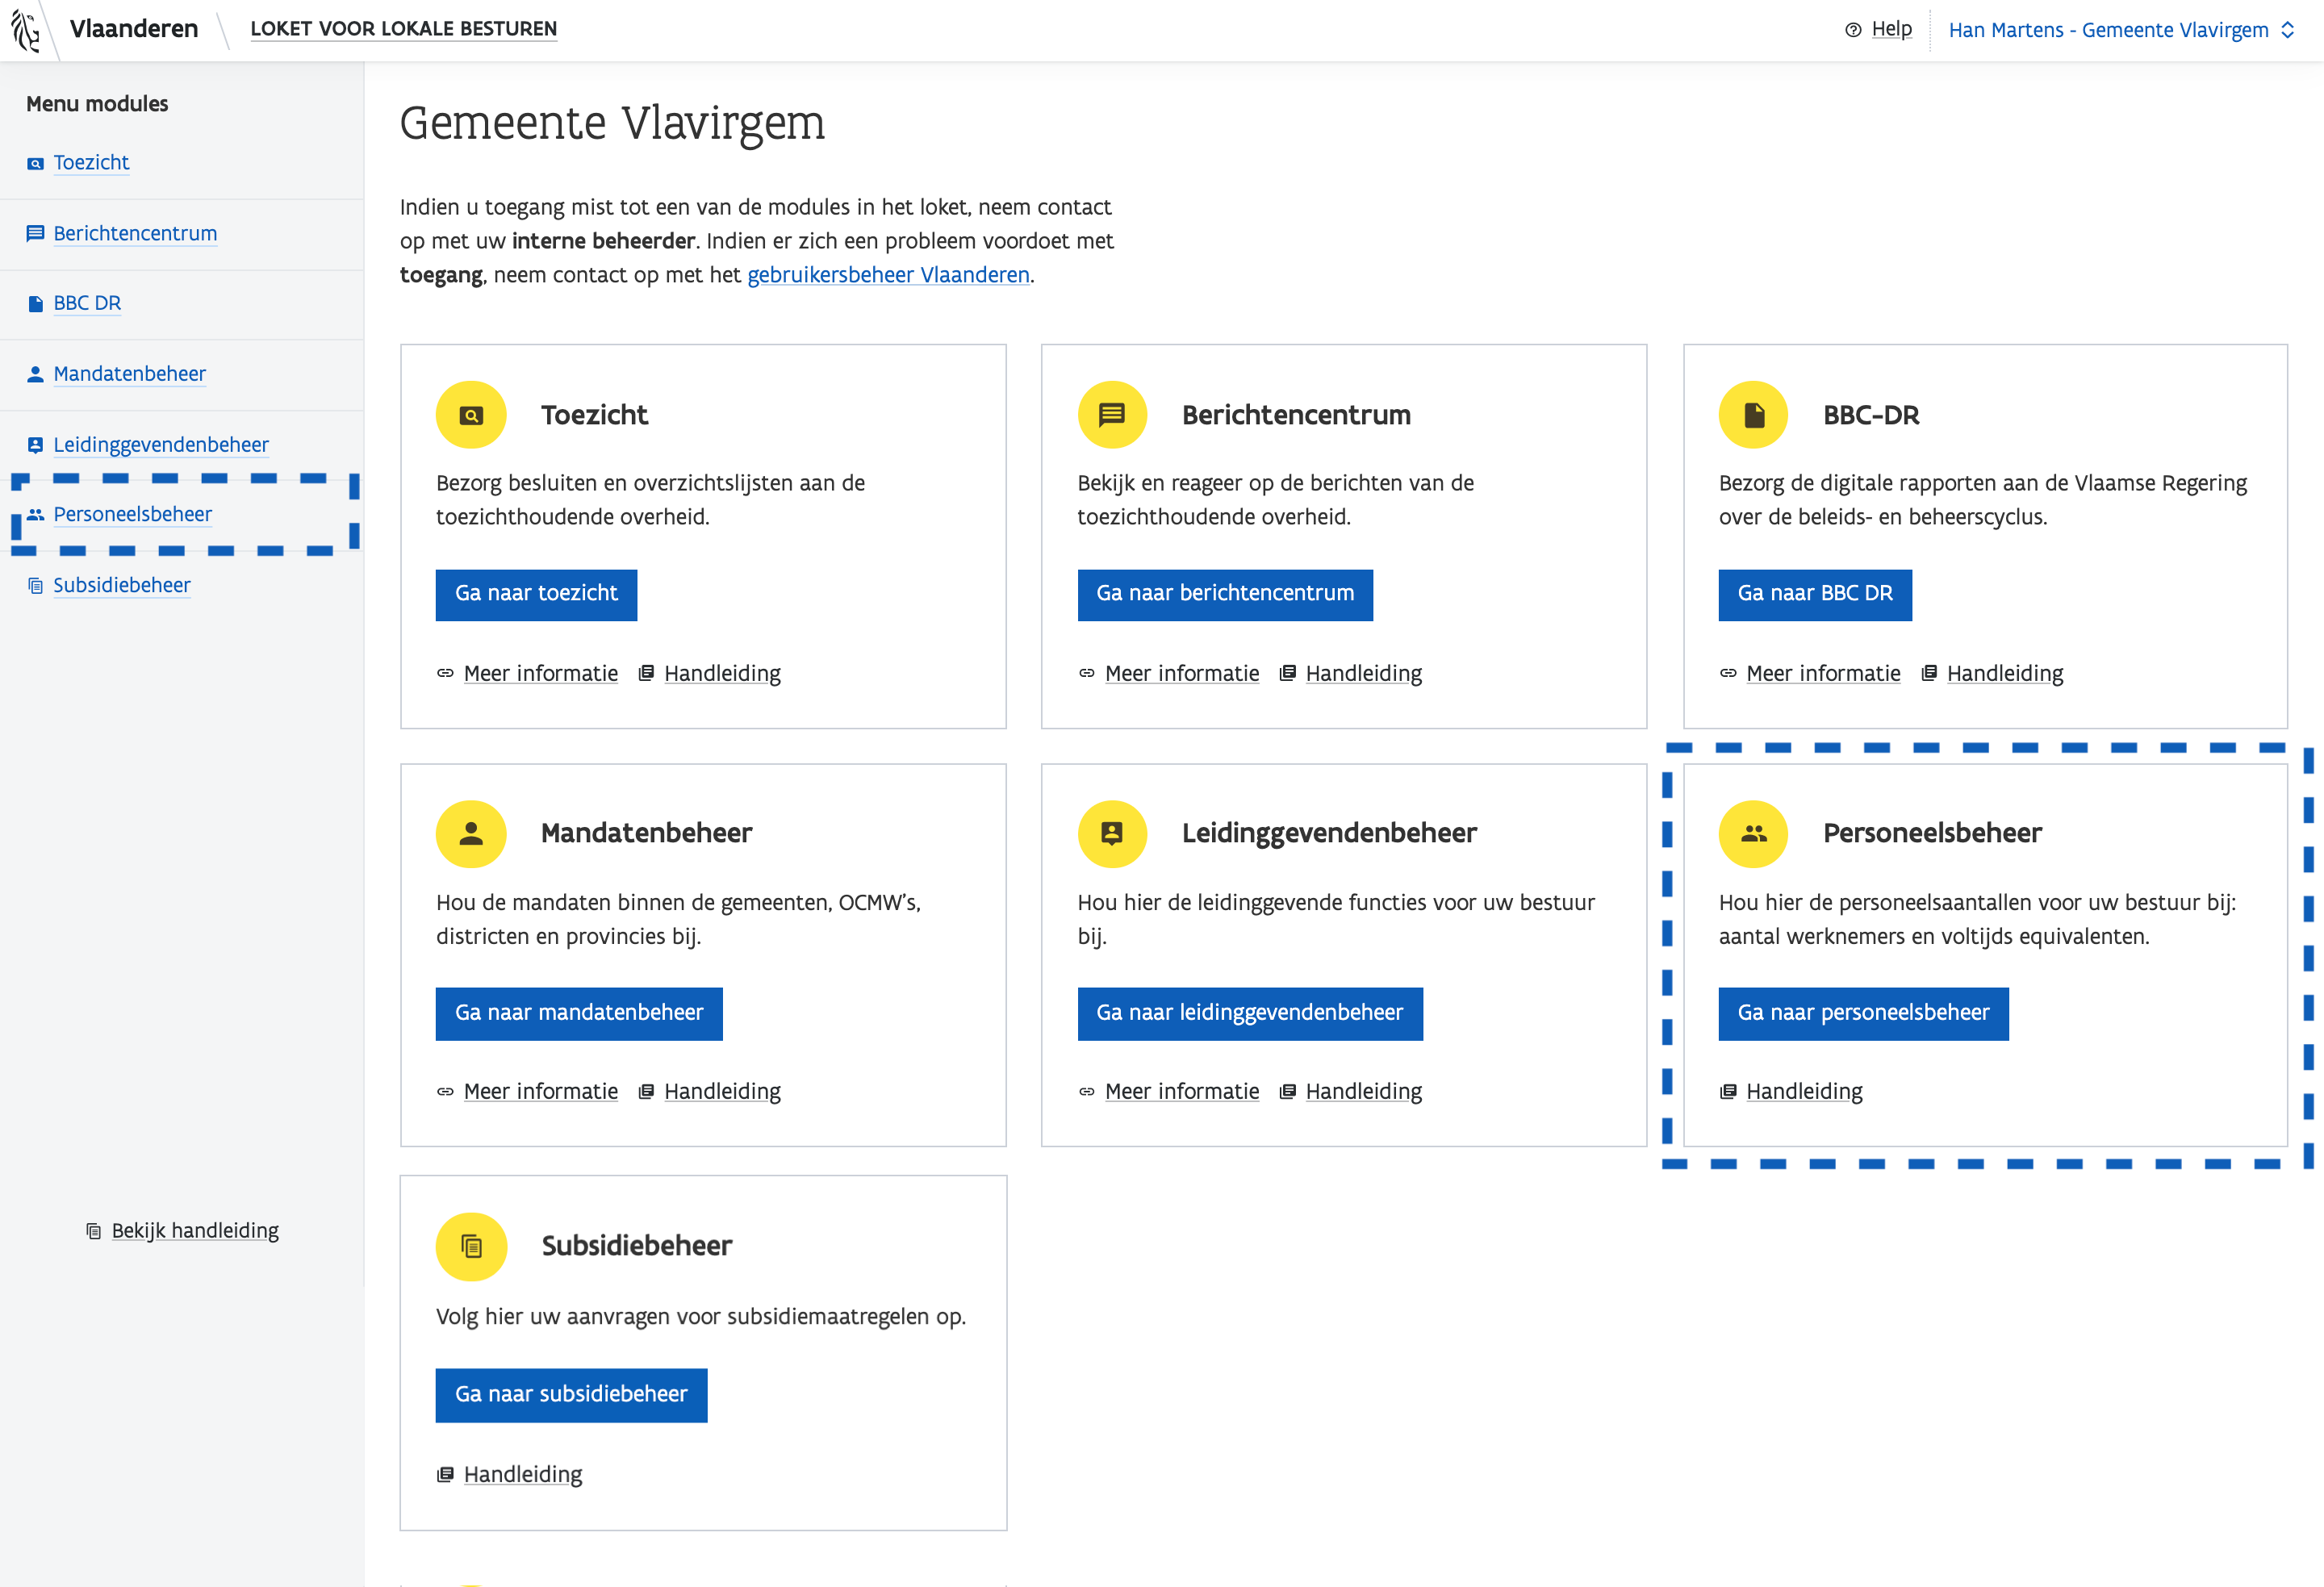 Vlaanderen
LOKET VOOR LOKALE BESTUREN
Help
Han Martens - Gemeente Vlavirgem
Menu modules
Toezicht
Berichtencentrum
BBC DR
Mandatenbeheer
Leidinggevendenbeheer
Personeelsbeheer
Subsidiebeheer
Bekijk handleiding
Gemeente Vlavirgem
Indien u toegang mist tot een van de modules in het loket, neem contact
op met uw interne beheerder. Indien er zich een probleem voordoet met
toegang, neem contact op met het gebruikersbeheer Vlaanderen.
Toezicht
Bezorg besluiten en overzichtslijsten aan de
toezichthoudende overheid.
Ga naar toezicht
Meer informatie
Handleiding
Berichtencentrum
Bekijk en reageer op de berichten van de
toezichthoudende overheid.
Ga naar berichtencentrum
Meer informatie
Handleiding
BBC-DR
Bezorg de digitale rapporten aan de Vlaamse Regering
over de beleids- en beheerscyclus.
Ga naar BBC DR
Meer informatie
Handleiding
Mandatenbeheer
Hou de mandaten binnen de gemeenten, OCMW's,
districten en provincies bij.
Ga naar mandatenbeheer
Meer informatie
Handleiding
Leidinggevendenbeheer
Hou hier de leidinggevende functies voor uw bestuur
bij.
Ga naar leidinggevendenbeheer
Meer informatie
Handleiding
Personeelsbeheer
Hou hier de personeelsaantallen voor uw bestuur bij:
aantal werknemers en voltijds equivalenten.
Ga naar personeelsbeheer
Handleiding
Subsidiebeheer
Volg hier uw aanvragen voor subsidiemaatregelen op.
Ga naar subsidiebeheer
Handleiding